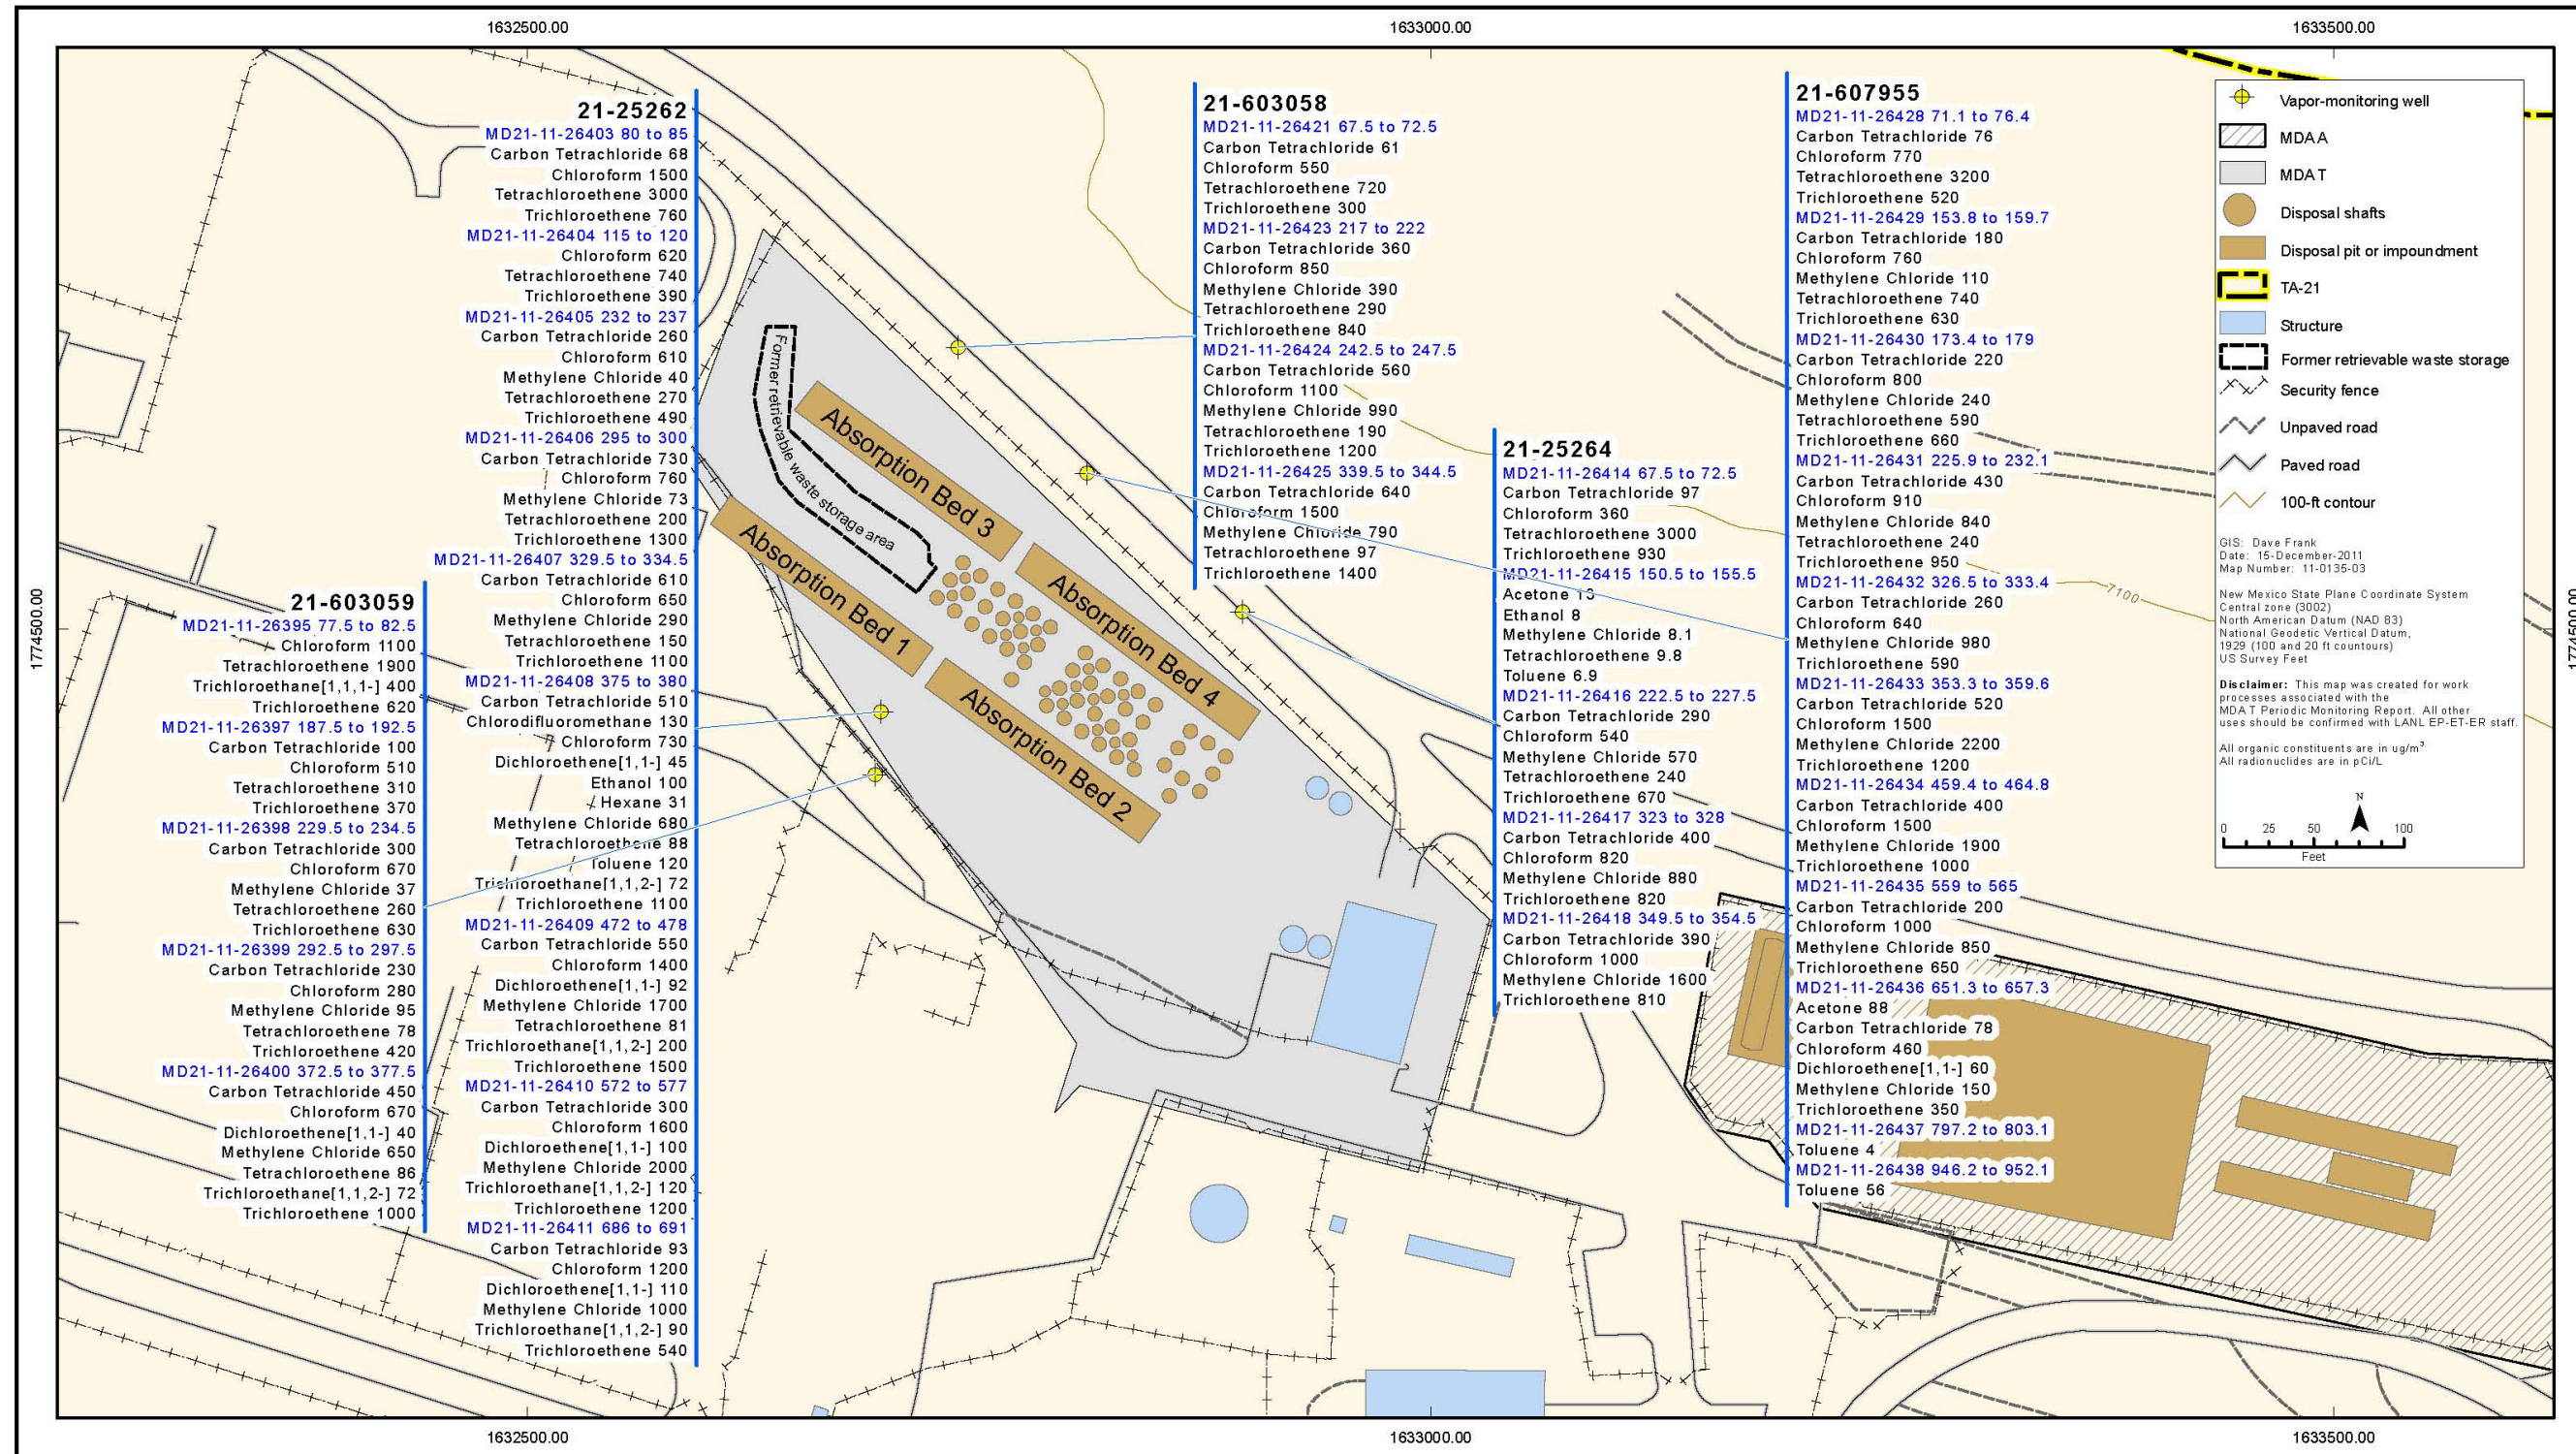 1632500.00
1633000.00
1633500.00
21-25262
MD21-11-26403 80 to 85
Carbon Tetrachloride 68
Chloroform 1500
Tetrachloroethene 3000
Trichloroethene 760
MD21-11-26404 115 to 120
Chloroform 620
Tetrachloroethene 740
Trichloroethene 390
MD21-11-26405 232 to 237
Carbon Tetrachloride 260
Chloroform 610
Methylene Chloride 40
Tetrachloroethene 270
Trichloroethene 490
MD21-11-26406 295 to 300
Carbon Tetrachloride 730
Chloroform 760
Methylene Chloride 73
Tetrachloroethene 200
Trichloroethene 1300
MD21-11-26407 329.5 to 334.5
Carbon Tetrachloride 610
Chloroform 650
Methylene Chloride 290
Tetrachloroethene 150
Trichloroethene 1100
MD21-11-26408 375 to 380
Carbon Tetrachloride 510
Chlorodifluoromethane 130
Chloroform 730
Dichloroethene[1,1-] 45
Ethanol 100
Hexane 31
Methylene Chloride 680
Tetrachloroethene 88
Toluene 120
Trichloroethane[1,1,2-] 72
Trichloroethene 1100
MD21-11-26409 472 to 478
Carbon Tetrachloride 550
Chloroform 1400
Dichloroethene[1,1-] 92
Methylene Chloride 1700
Tetrachloroethene 81
Trichloroethane[1,1,2-] 200
Trichloroethene 1500
MD21-11-26410 572 to 577
Carbon Tetrachloride 300
Chloroform 1600
Dichloroethene[1,1-] 100
Methylene Chloride 2000
Trichloroethane[1,1,2-] 120
Trichloroethene 1200
MD21-11-26411 686 to 691
Carbon Tetrachloride 93
Chloroform 1200
Dichloroethene[1,1-] 110
Methylene Chloride 1000
Trichloroethane[1,1,2-] 90
Trichloroethene 540
21-603059
MD21-11-26395 77.5 to 82.5
Chloroform 1100
Tetrachloroethene 1900
Trichloroethane[1,1,1-] 400
Trichloroethene 620
MD21-11-26397 187.5 to 192.5
Carbon Tetrachloride 100
Chloroform 510
Tetrachloroethene 310
Trichloroethene 370
MD21-11-26398 229.5 to 234.5
Carbon Tetrachloride 300
Chloroform 670
Methylene Chloride 37
Tetrachloroethene 260
Trichloroethene 630
MD21-11-26399 292.5 to 297.5
Carbon Tetrachloride 230
Chloroform 280
Methylene Chloride 95
Tetrachloroethene 78
Trichloroethene 420
MD21-11-26400 372.5 to 377.5
Carbon Tetrachloride 450
Chloroform 670
Dichloroethene[1,1-] 40
Methylene Chloride 650
Tetrachloroethene 86
Trichloroethane[1,1,2-] 72
Trichloroethene 1000
Former retrievable waste storage area
Absorption Bed 3
Absorption Bed 1
Absorption Bed 4
Absorption Bed 2
21-603058
MD21-11-26421 67.5 to 72.5
Carbon Tetrachloride 61
Chloroform 550
Tetrachloroethene 720
Trichloroethene 300
MD21-11-26423 217 to 222
Carbon Tetrachloride 360
Chloroform 850
Methylene Chloride 390
Tetrachloroethene 290
Trichloroethene 840
MD21-11-26424 242.5 to 247.5
Carbon Tetrachloride 560
Chloroform 1100
Methylene Chloride 990
Tetrachloroethene 190
Trichloroethene 1200
MD21-11-26425 339.5 to 344.5
Carbon Tetrachloride 640
Chloroform 1500
Methylene Chloride 790
Tetrachloroethene 97
Trichloroethene 1400
21-25264
MD21-11-26414 67.5 to 72.5
Carbon Tetrachloride 97
Chloroform 360
Tetrachloroethene 3000
Trichloroethene 930
MD21-11-26415 150.5 to 155.5
Acetone 13
Ethanol 8
Methylene Chloride 8.1
Tetrachloroethene 9.8
Toluene 6.9
MD21-11-26416 222.5 to 227.5
Carbon Tetrachloride 290
Chloroform 540
Methylene Chloride 570
Tetrachloroethene 240
Trichloroethene 670
MD21-11-26417 323 to 328
Carbon Tetrachloride 400
Chloroform 820
Methylene Chloride 880
Trichloroethene 820
MD21-11-26418 349.5 to 354.5
Carbon Tetrachloride 390
Chloroform 1000
Methylene Chloride 1600
Trichloroethene 810
21-607955
MD21-11-26428 71.1 to 76.4
Carbon Tetrachloride 76
Chloroform 770
Tetrachloroethene 3200
Trichloroethene 520
MD21-11-26429 153.8 to 159.7
Carbon Tetrachloride 180
Chloroform 760
Methylene Chloride 110
Tetrachloroethene 740
Trichloroethene 630
MD21-11-26430 173.4 to 179
Carbon Tetrachloride 220
Chloroform 800
Methylene Chloride 240
Tetrachloroethene 590
Trichloroethene 660
MD21-11-26431 225.9 to 232.1
Carbon Tetrachloride 430
Chloroform 910
Methylene Chloride 840
Tetrachloroethene 240
Trichloroethene 950
MD21-11-26432 326.5 to 333.4
Carbon Tetrachloride 260
Chloroform 640
Methylene Chloride 980
Trichloroethene 590
MD21-11-26433 353.3 to 359.6
Carbon Tetrachloride 520
Chloroform 1500
Methylene Chloride 2200
Trichloroethene 1200
MD21-11-26434 459.4 to 464.8
Carbon Tetrachloride 400
Chloroform 1500
Methylene Chloride 1900
Trichloroethene 1000
MD21-11-26435 559 to 565
Carbon Tetrachloride 200
Chloroform 1000
Methylene Chloride 850
Trichloroethene 650
MD21-11-26436 651.3 to 657.3
Acetone 88
Carbon Tetrachloride 78
Chloroform 460
Dichloroethene[1,1-] 60
Methylene Chloride 150
Trichloroethene 350
MD21-11-26437 797.2 to 803.1
Toluene 4
MD21-11-26438 946.2 to 952.1
Toluene 56
7100
Vapor-monitoring well
MDA A
MDA T
Disposal shafts
Disposal pit or impoundment
TA-21
Structure
Former retrievable waste storage
Security fence
Unpaved road
Paved road
100-ft contour
GIS: Dave Frank
Date: 15-December-2011
Map Number: 11-0135-03
New Mexico State Plane Coordinate System
Central zone (3002)
North American Datum (NAD 83)
National Geodetic Vertical Datum,
1929 (100 and 20 ft countours)
US Survey Feet
Disclaimer: This map was created for work
processes associated with the
MDA T Periodic Monitoring Report. All other
uses should be confirmed with LANL EP-ET-ER staff.
All organic constituents are in ug/m³
All radionuclides are in pCi/L
N
0 25 50 100
Feet
1774500.00
1774500.00
1632500.00
1633000.00
1633500.00